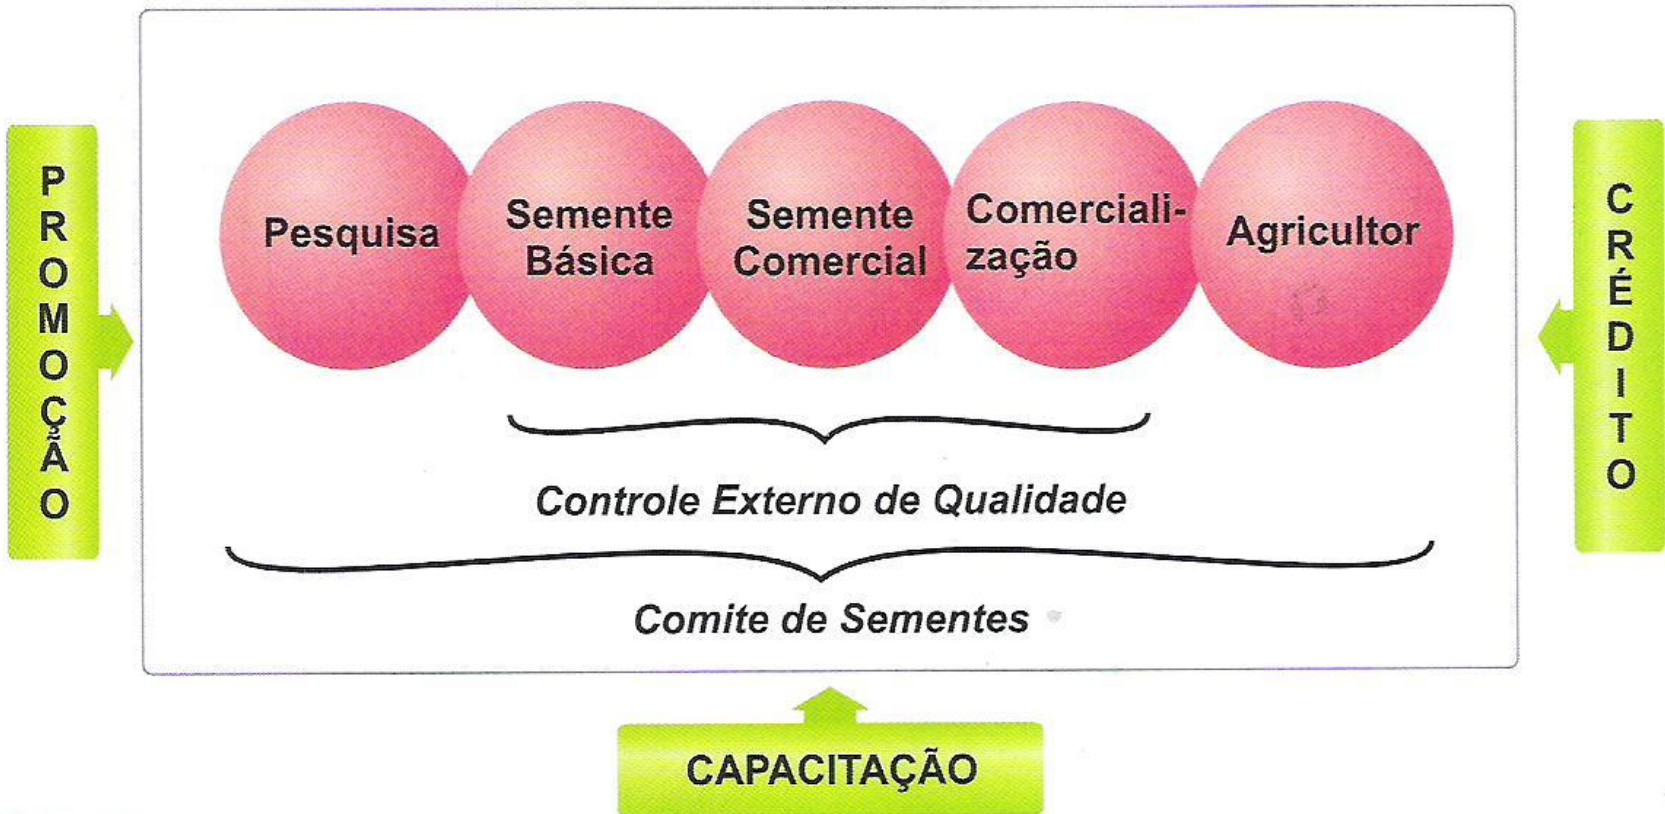 PROMOÇÃO
Pesquisa
Semente
Básica
Semente
Comercial
Comerciali-
zação
Agricultor
CRÉDITO
Controle Externo de Qualidade
Comite de Sementes
CAPACITAÇÃO